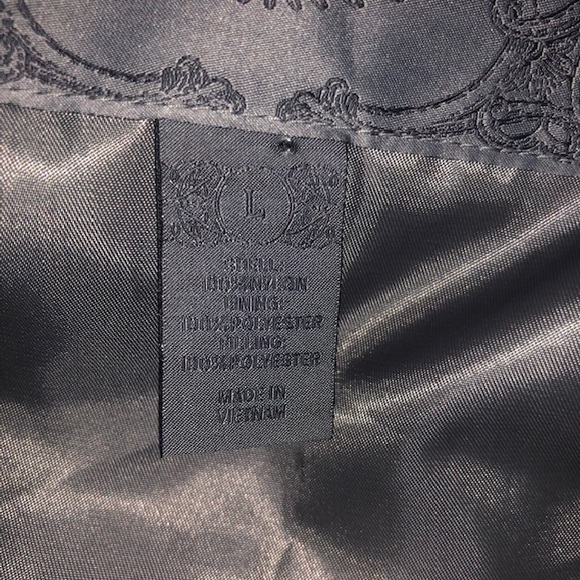 L
SHELL:
100%NYLON
LINING:
100%POLYESTER
FILLING:
100%POLYESTER
MADE IN
VIETNAM